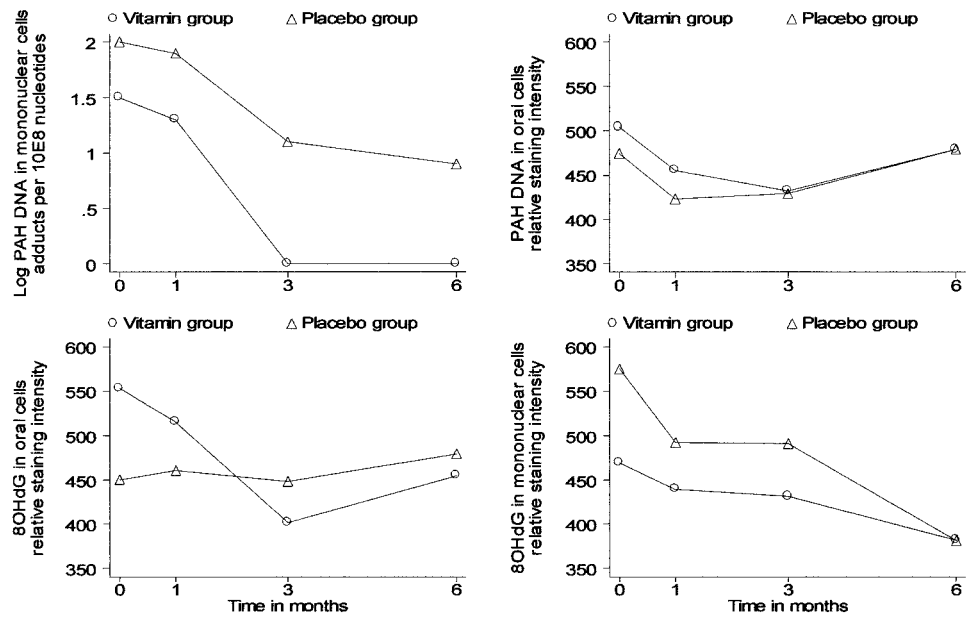 Vitamin group Placebo group
Log PAH DNA in mononuclear cells
adducts per 10E8 nucleotides
2
1.5
1
.5
0
0 1 3 6
Vitamin group Placebo group
PAH DNA in oral cells
relative staining intensity
600
550
500
450
400
350
0 1 3 6
Vitamin group Placebo group
8OHdG in oral cells
relative staining intensity
600
550
500
450
400
350
0 1 3 6
Time in months
Vitamin group Placebo group
8OHdG in mononuclear cells
relative staining intensity
600
550
500
450
400
350
0 1 3 6
Time in months